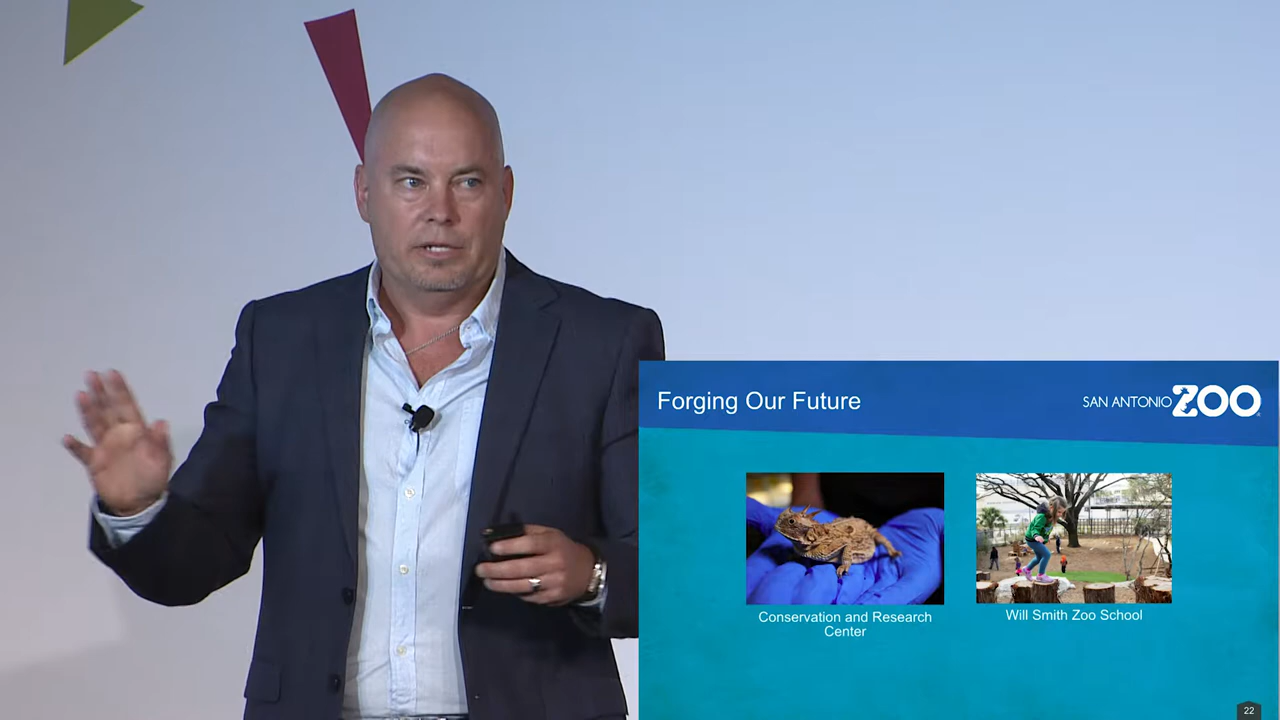 Forging Our Future
SAN ANTONIO ZOO
Conservation and Research
Center
Will Smith Zoo School
22